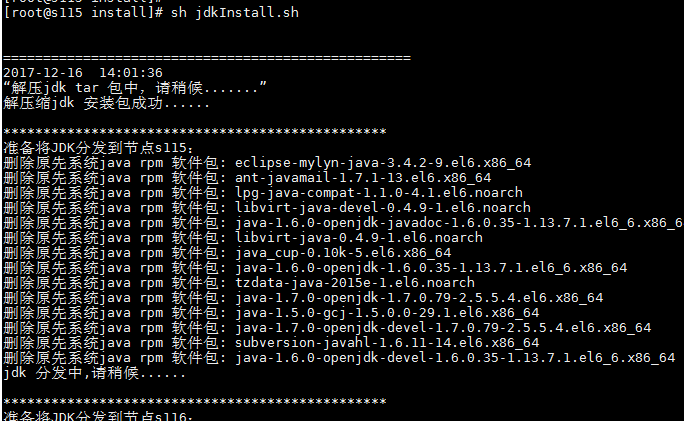 [root@s115 install]#
[root@s115 install]# sh jdkInstall.sh
===================================================
2017-12-16  14:01:36
“解压jdk tar 包中，请稍候.......”
解压缩jdk 安装包成功......
************************************************
准备将JDK分发到节点s115：
删除原先系统java rpm 软件包: eclipse-mylyn-java-3.4.2-9.el6.x86_64
删除原先系统java rpm 软件包: ant-javamail-1.7.1-13.el6.x86_64
删除原先系统java rpm 软件包: lpg-java-compat-1.1.0-4.1.el6.noarch
删除原先系统java rpm 软件包: libvirt-java-devel-0.4.9-1.el6.noarch
删除原先系统java rpm 软件包: java-1.6.0-openjdk-javadoc-1.6.0.35-1.13.7.1.el6_6.x86_6
删除原先系统java rpm 软件包: libvirt-java-0.4.9-1.el6.noarch
删除原先系统java rpm 软件包: java_cup-0.10k-5.el6.x86_64
删除原先系统java rpm 软件包: java-1.6.0-openjdk-1.6.0.35-1.13.7.1.el6_6.x86_64
删除原先系统java rpm 软件包: tzdata-java-2015e-1.el6.noarch
删除原先系统java rpm 软件包: java-1.7.0-openjdk-1.7.0.79-2.5.5.4.el6.x86_64
删除原先系统java rpm 软件包: java-1.5.0-gcj-1.5.0.0-29.1.el6.x86_64
删除原先系统java rpm 软件包: java-1.7.0-openjdk-devel-1.7.0.79-2.5.5.4.el6.x86_64
删除原先系统java rpm 软件包: subversion-javahl-1.6.11-14.el6.x86_64
删除原先系统java rpm 软件包: java-1.6.0-openjdk-devel-1.6.0.35-1.13.7.1.el6_6.x86_64
jdk 分发中,请稍候......
************************************************
准备将JDK分发到节点s116：